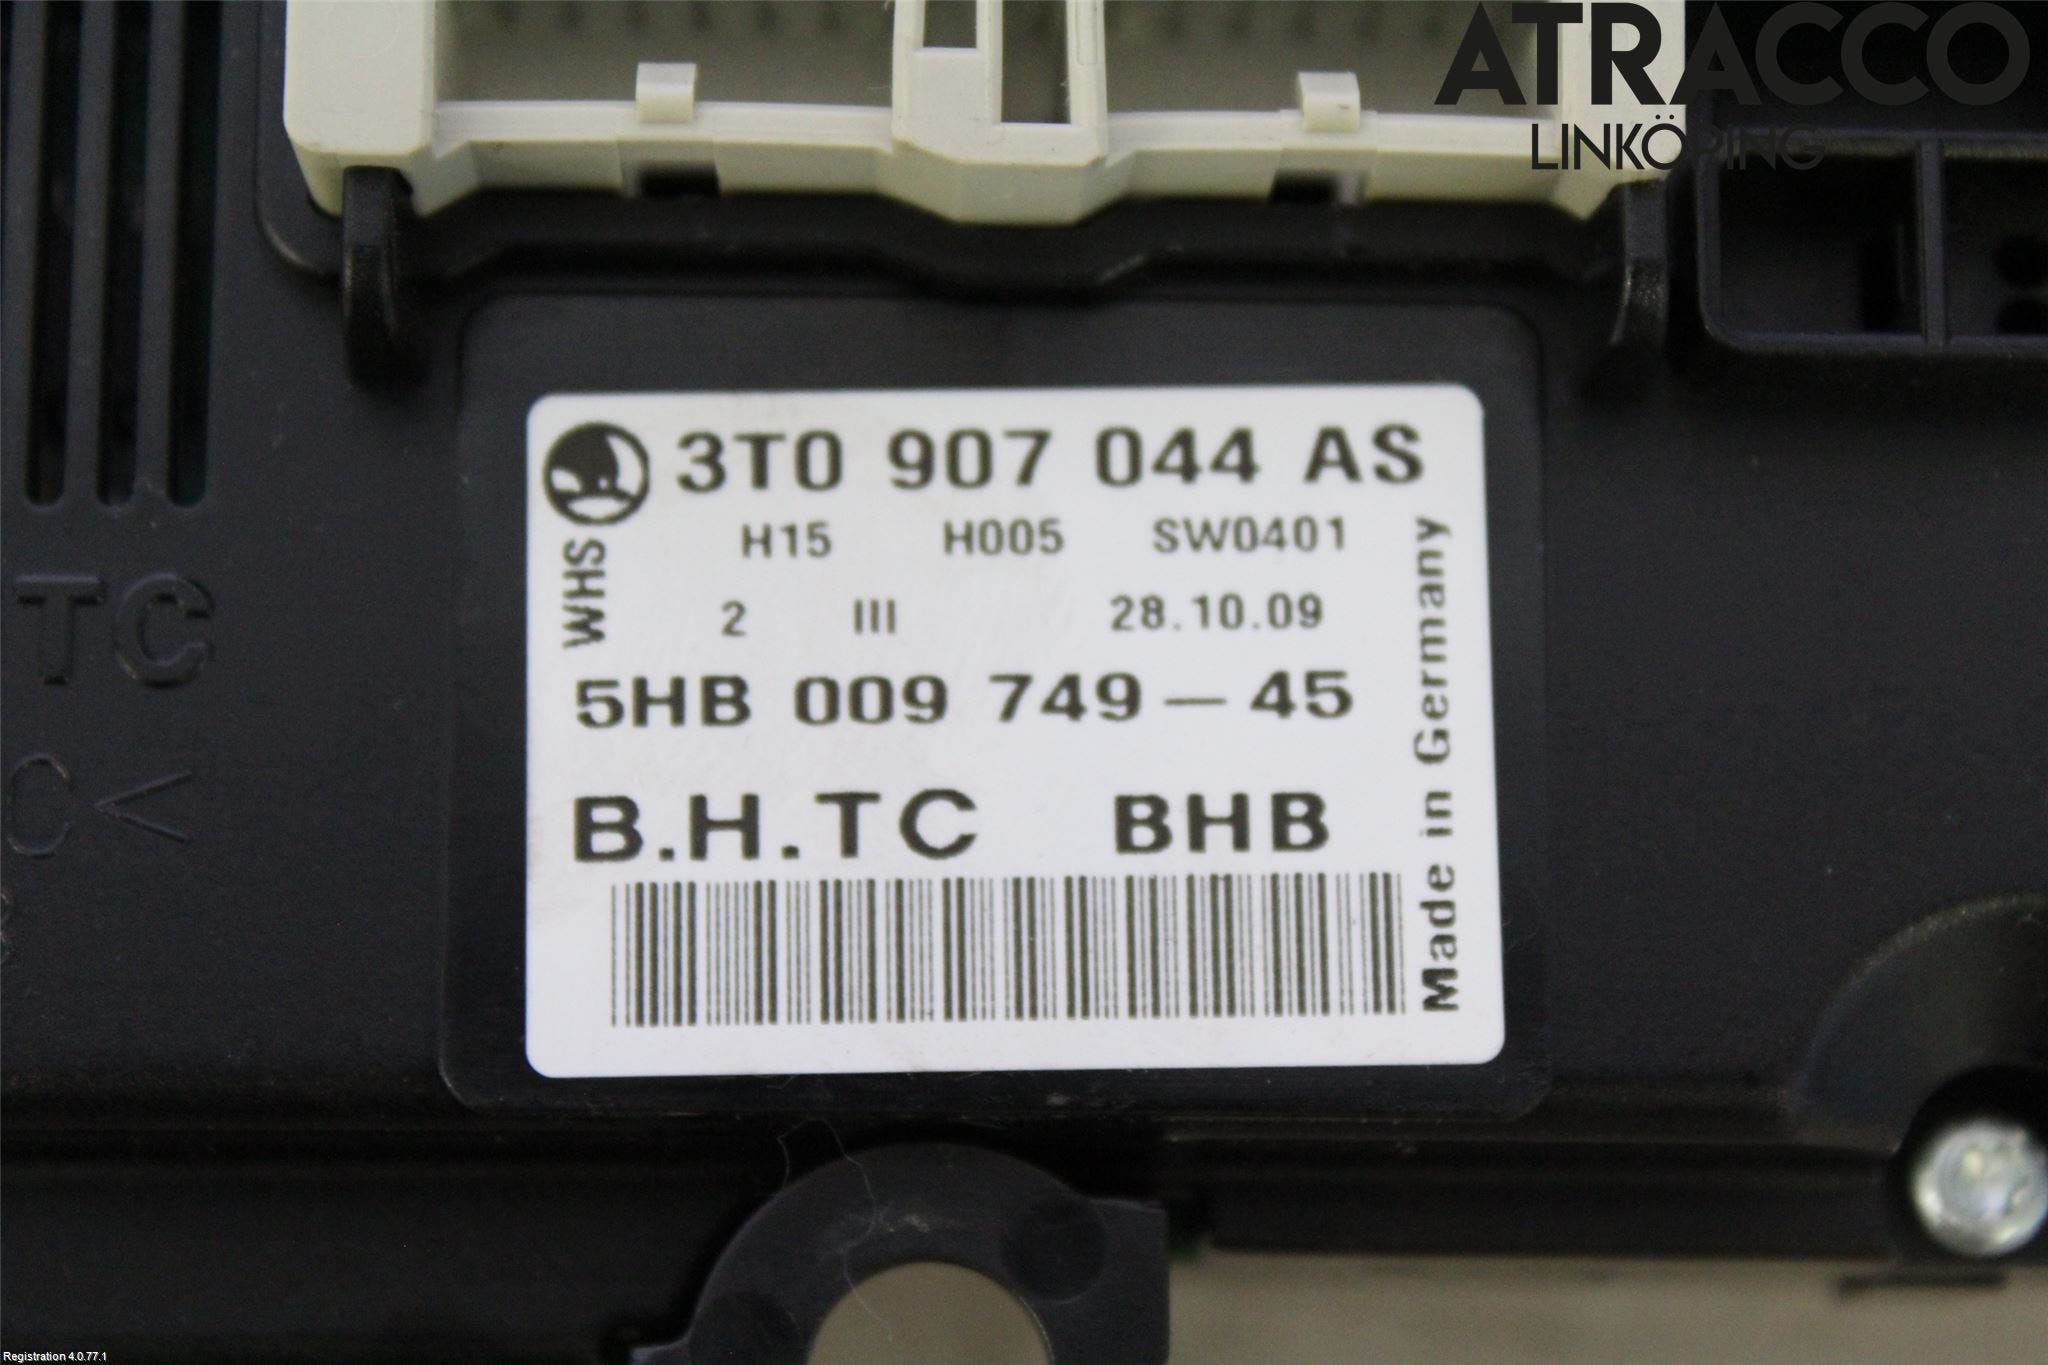 ATRACCO
LINKÖPING
3T0 907 044 AS
H15 H005 SW0401
WHS
2 III 28.10.09
5HB 009 749-45
B.H.TC BHB
Made in Germany
TC
C<
Registration 4.0.77.1